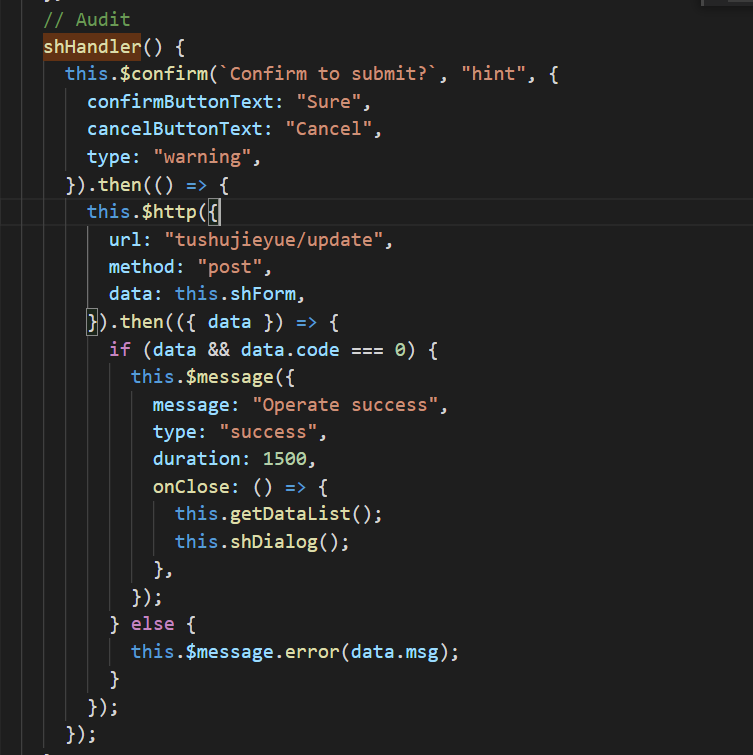 // Audit
shHandler() {
this.$confirm(`Confirm to submit?`, "hint", {
confirmButtonText: "Sure",
cancelButtonText: "Cancel",
type: "warning",
}).then(() => {
this.$http({
url: "tushujieyue/update",
method: "post",
data: this.shForm,
}).then(({ data }) => {
if (data && data.code === 0) {
this.$message({
message: "Operate success",
type: "success",
duration: 1500,
onClose: () => {
this.getDataList();
this.shDialog();
},
});
} else {
this.$message.error(data.msg);
}
});
});